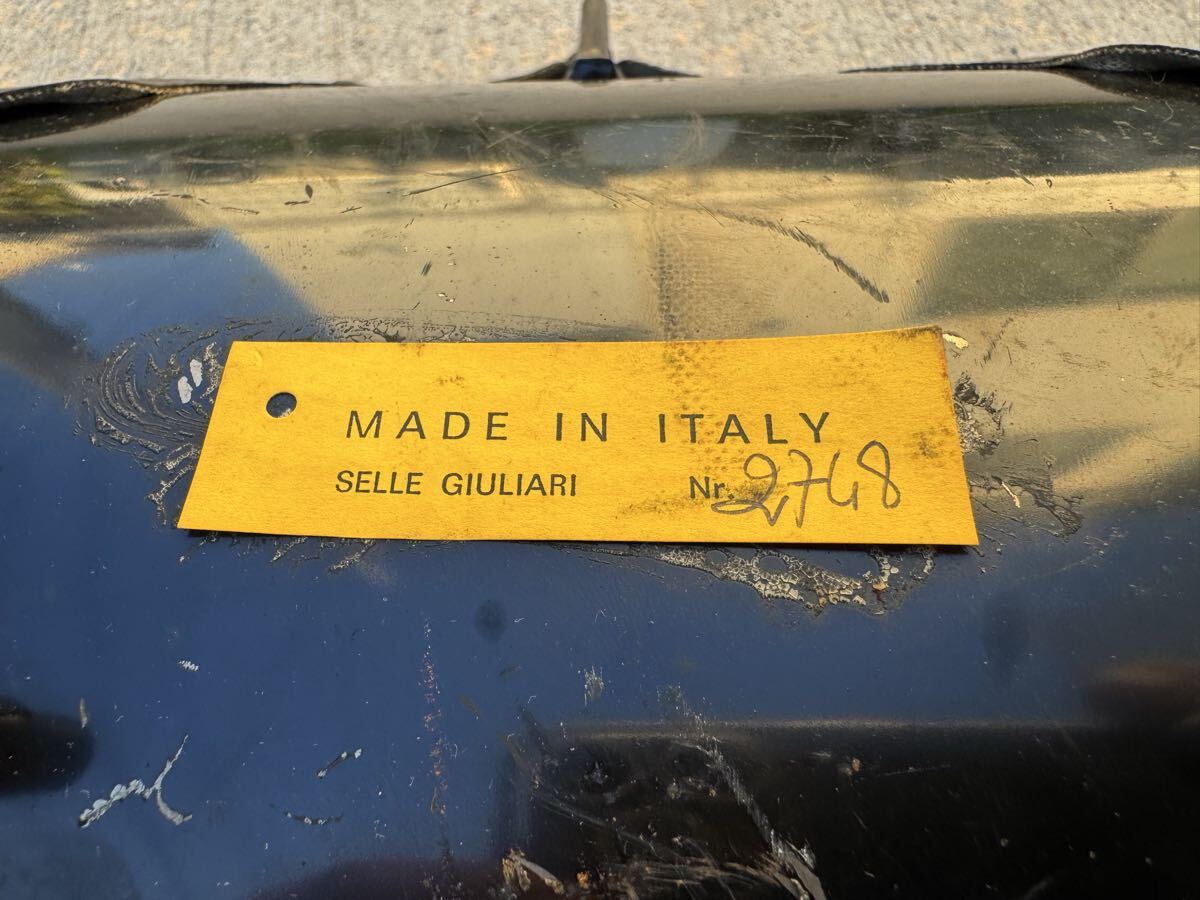 MADE IN ITALY
SELLE GIULIARI Nr. 2748